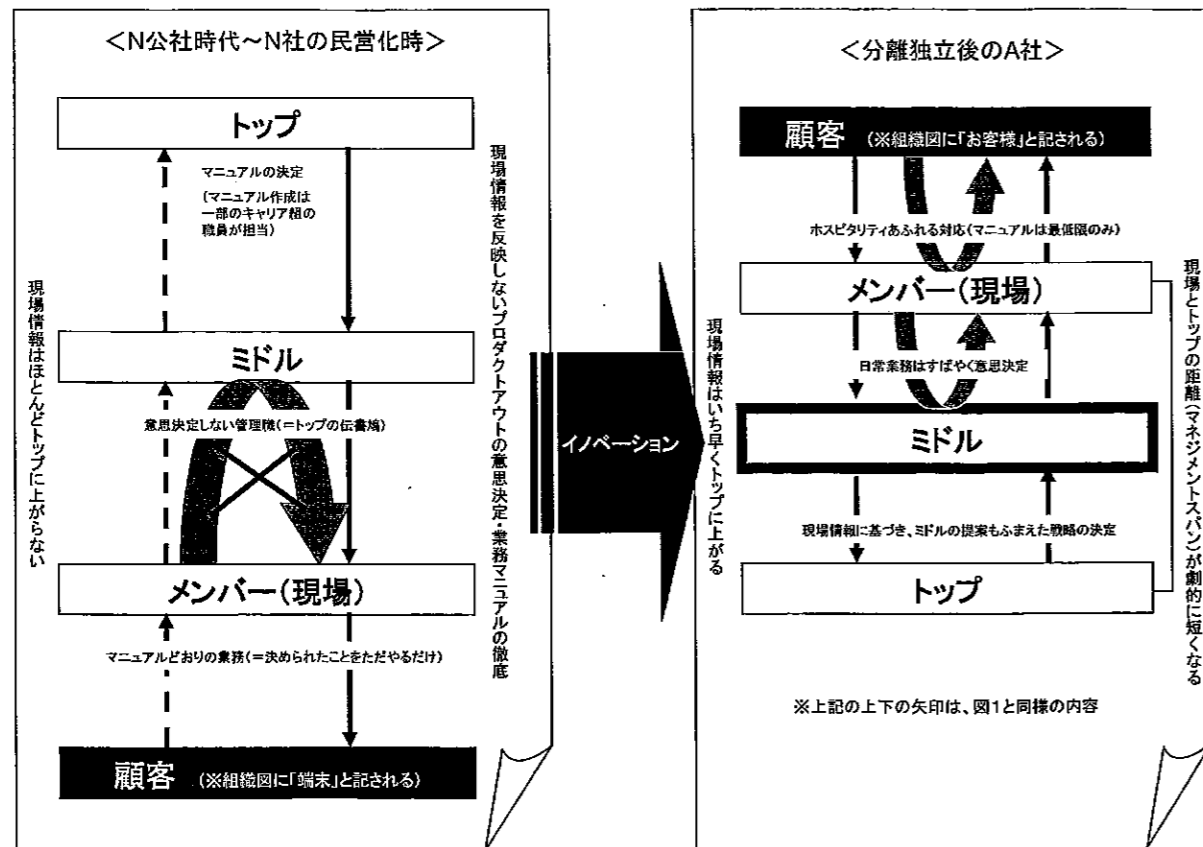 ＜N公社時代～N社の民営化時＞
トップ
マニュアルの決定
（マニュアル作成は
一部のキャリア組の
職員が担当）
現場情報を反映しないプロダクトアウトの意思決定・業務マニュアルの徹底
現場情報はほとんどトップに上がらない
ミドル
意思決定しない管理職（＝トップの伝書鳩）
メンバー（現場）
マニュアルどおりの業務（＝決められたことをただやるだけ）
顧客 （※組織図に「端末」と記される）
イノベーション
＜分離独立後のA社＞
顧客 （※組織図に「お客様」と記される）
ホスピタリティあふれる対応（マニュアルは最低限のみ）
メンバー（現場）
日常業務はすばやく意思決定
現場情報はいち早くトップに上がる
現場とトップの距離（マネジメントスパン）が劇的に短くなる
ミドル
現場情報に基づき、ミドルの提案もふまえた戦略の決定
トップ
※上記の上下の矢印は、図1と同様の内容